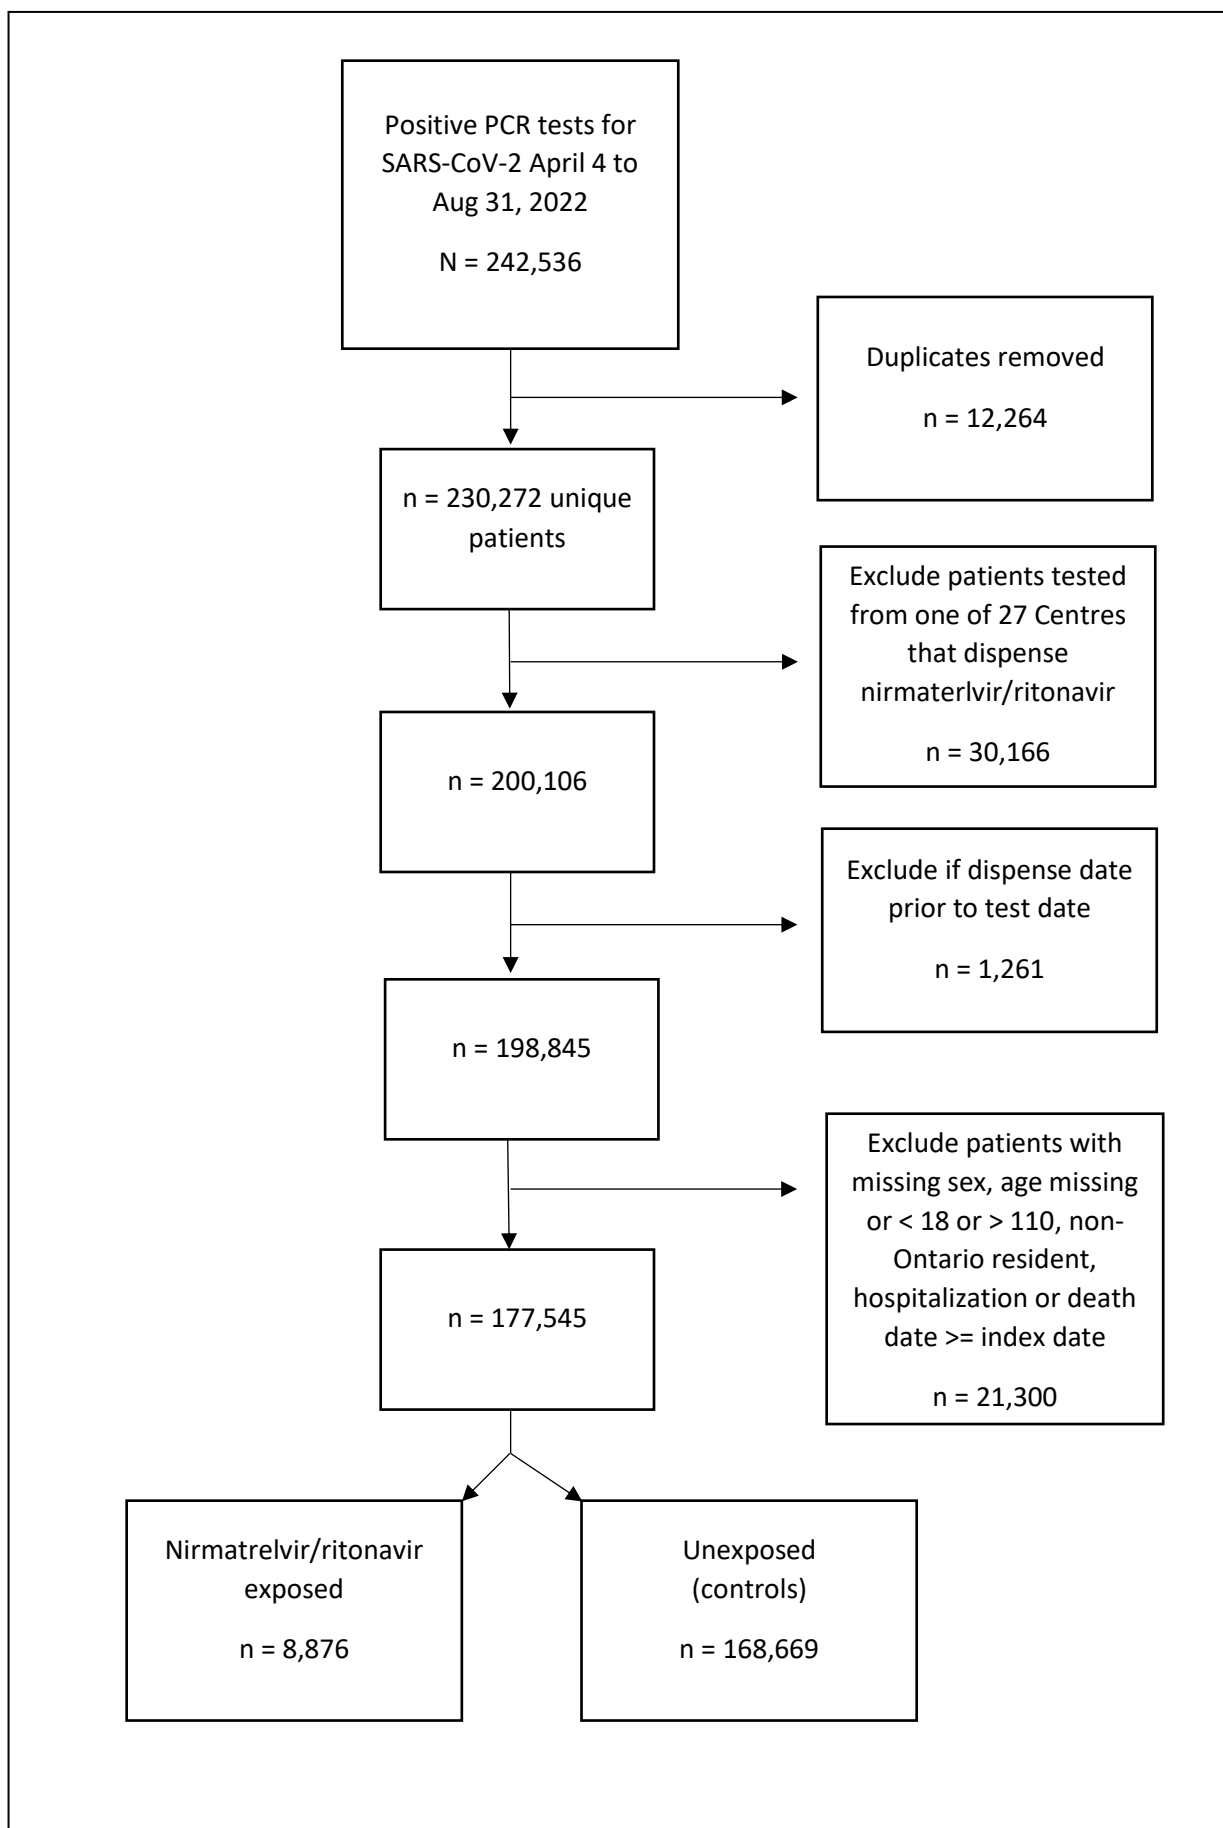 Positive PCR tests for
SARS-CoV-2 April 4 to
Aug 31, 2022
N = 242,536
Duplicates removed
n = 12,264
n = 230,272 unique
patients
Exclude patients tested
from one of 27 Centres
that dispense
nirmaterlvir/ritonavir
n = 30,166
n = 200,106
Exclude if dispense date
prior to test date
n = 1,261
n = 198,845
Exclude patients with
missing sex, age missing
or < 18 or > 110, non-
Ontario resident,
hospitalization or death
date >= index date
n = 21,300
n = 177,545
Nirmatrelvir/ritonavir
exposed
n = 8,876
Unexposed
(controls)
n = 168,669